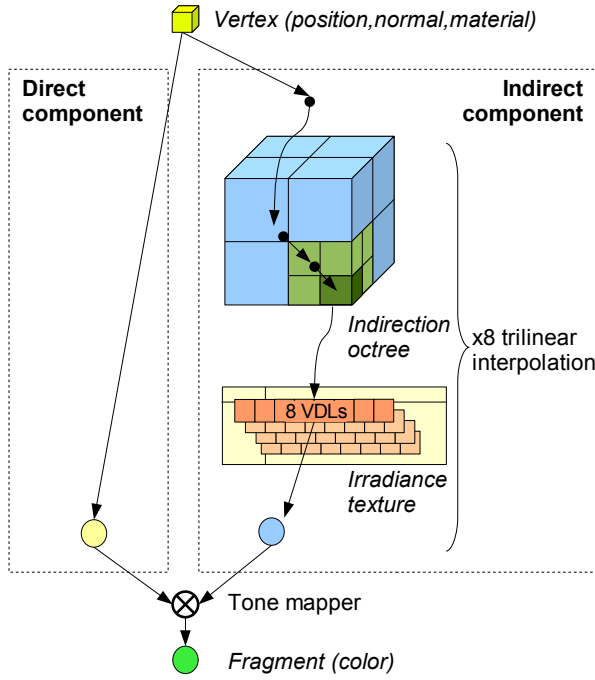 Vertex (position,normal,material)
Direct
component
Indirect
component
Indirection
octree
x8 trilinear
interpolation
8 VDLs
Irradiance
texture
Tone mapper
Fragment (color)